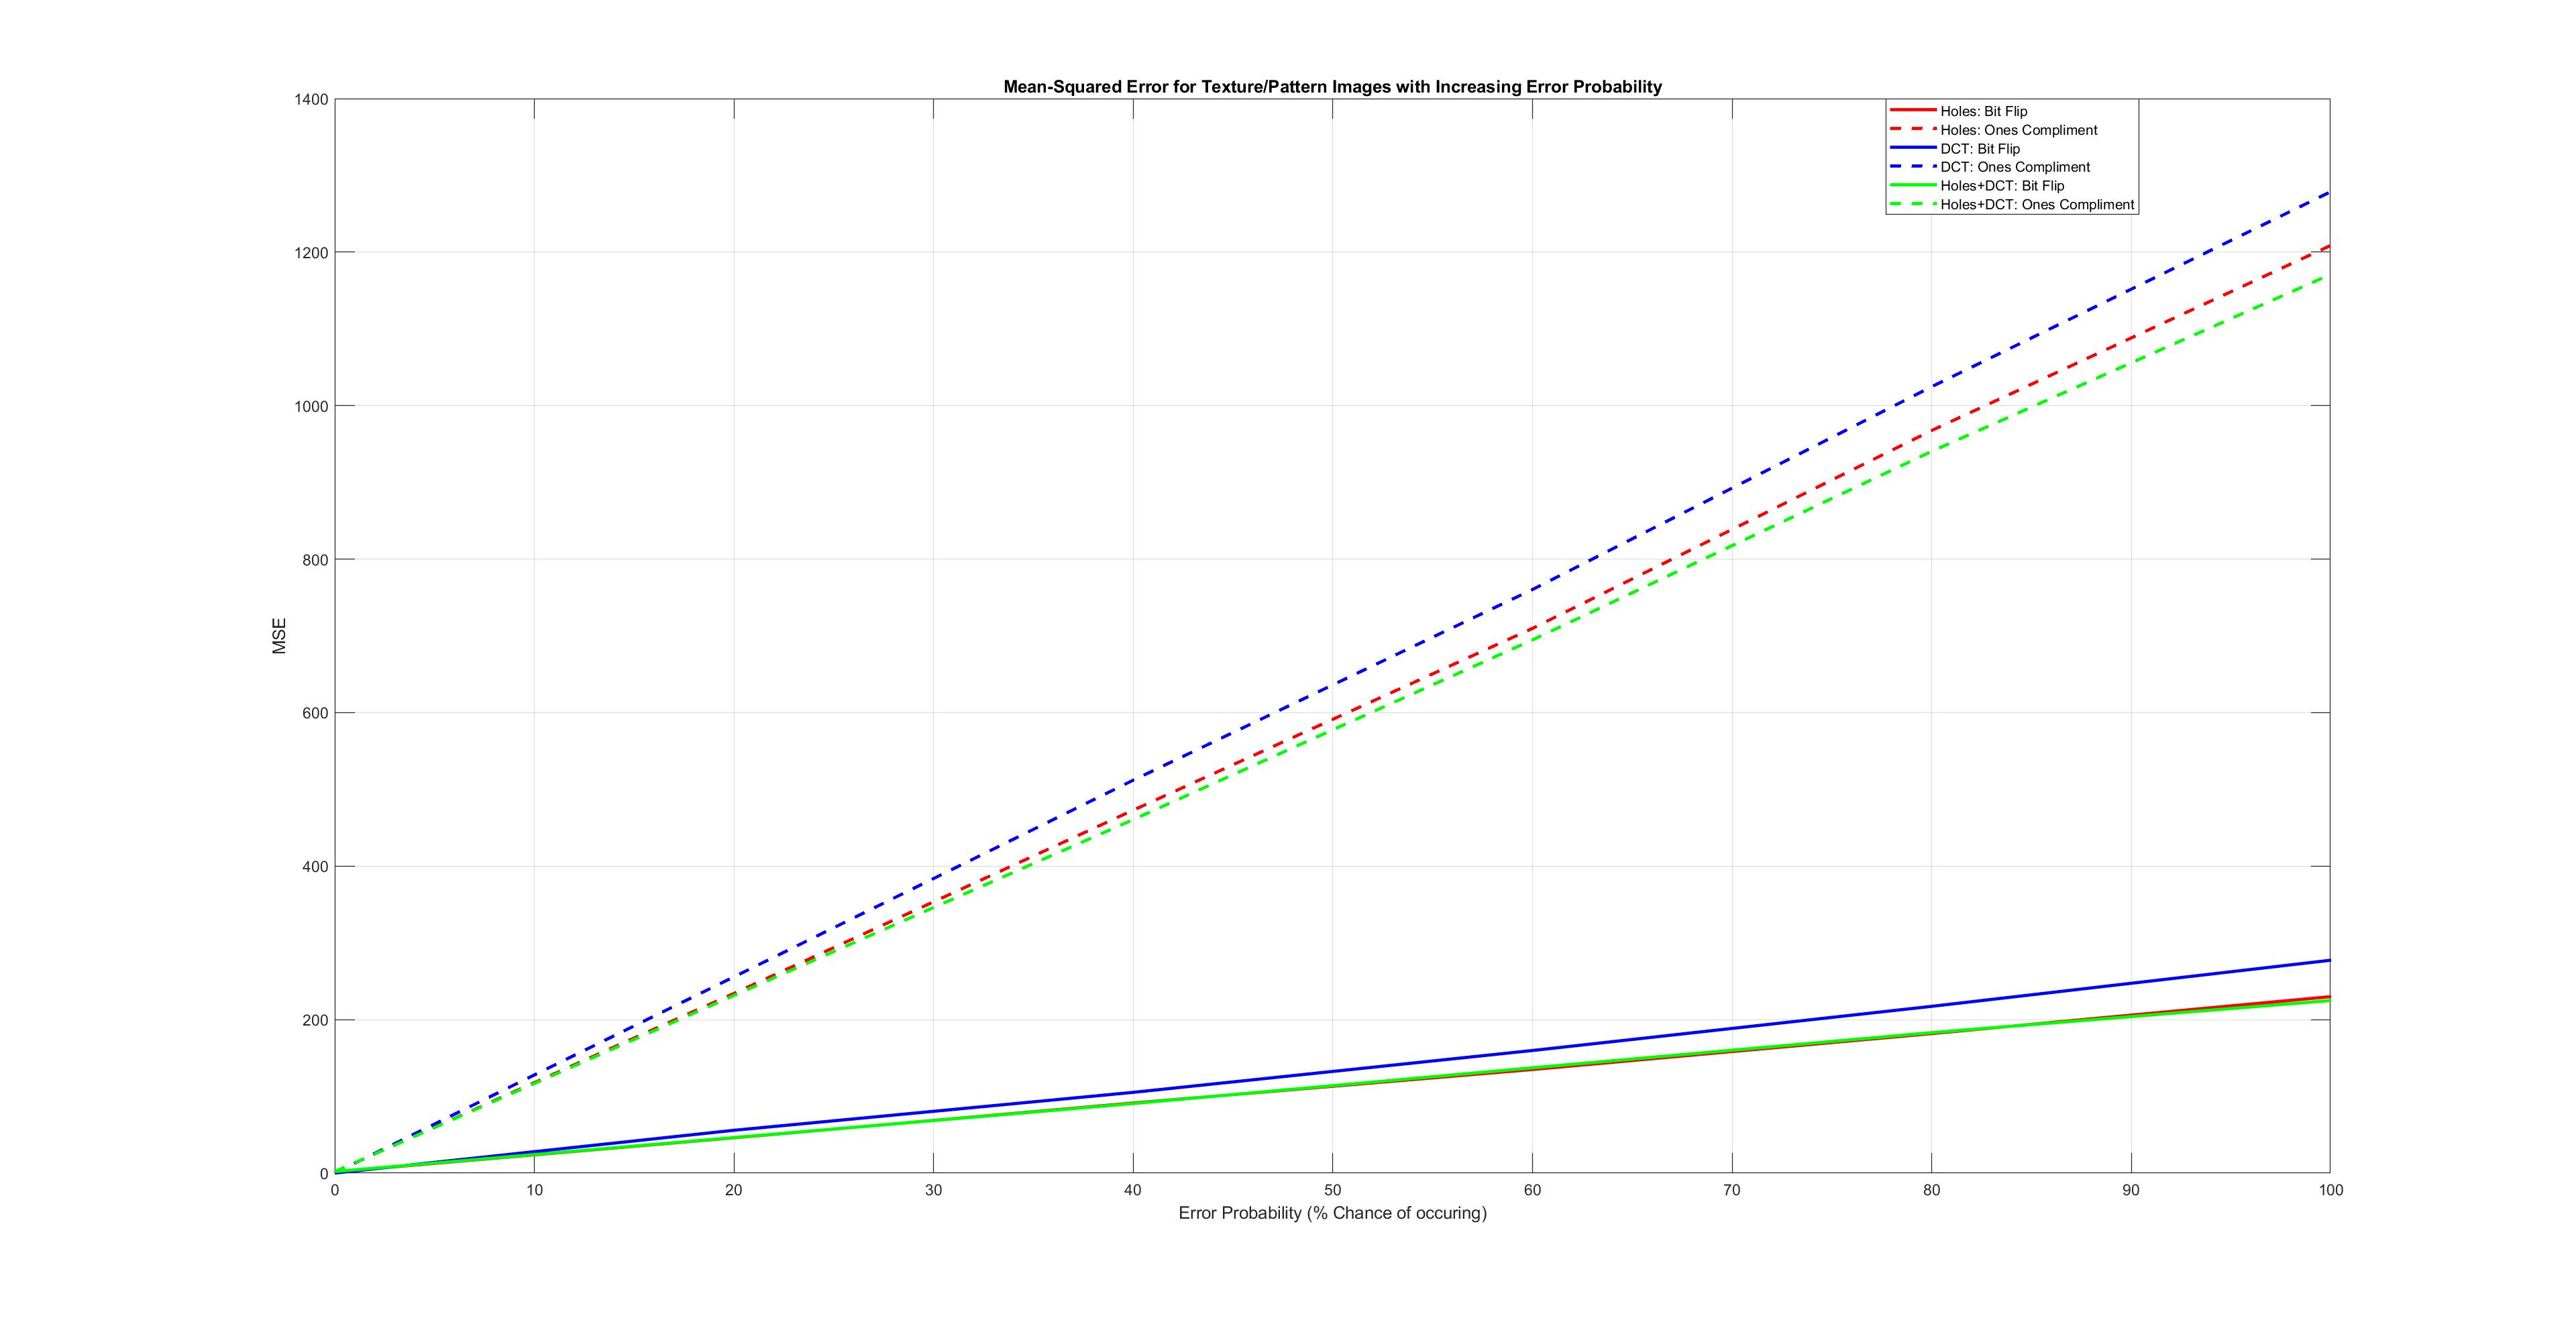 Mean-Squared Error for Texture/Pattern Images with Increasing Error Probability
1400
1200
1000
800
600
400
200
0
MSE
Holes: Bit Flip
Holes: Ones Compliment
DCT: Bit Flip
DCT: Ones Compliment
Holes+DCT: Bit Flip
Holes+DCT: Ones Compliment
0 10 20 30 40 50 60 70 80 90 100
Error Probability (% Chance of occuring)